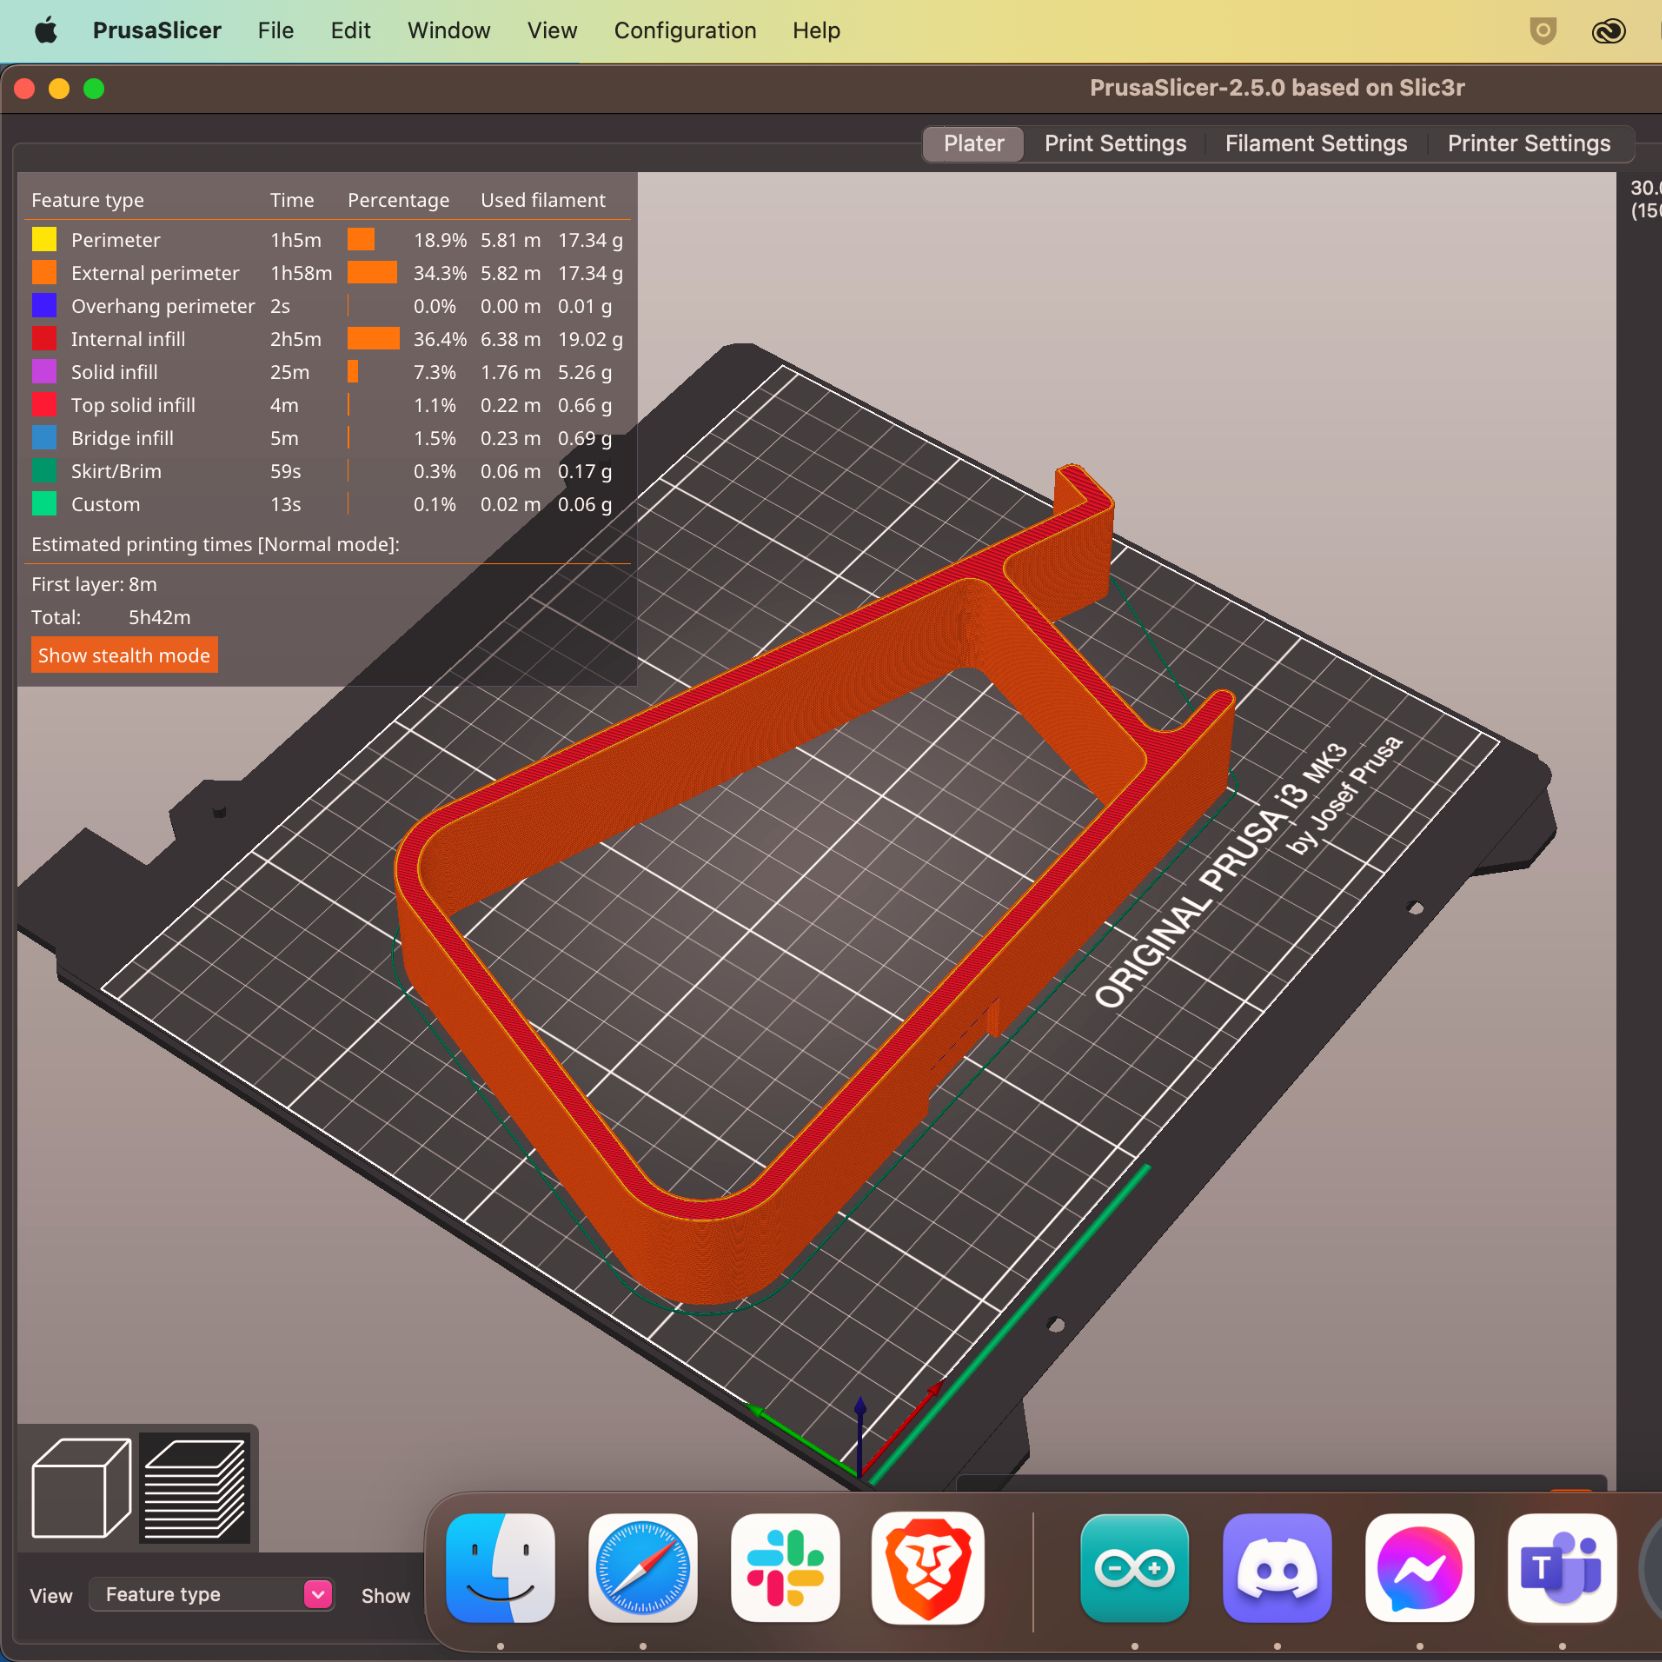 PrusaSlicer File Edit Window View Configuration Help
PrusaSlicer-2.5.0 based on Slic3r
Plater Print Settings Filament Settings Printer Settings
Feature type Time Percentage Used filament
Perimeter 1h5m 18.9% 5.81 m 17.34 g
External perimeter 1h58m 34.3% 5.82 m 17.34 g
Overhang perimeter 2s 0.0% 0.00 m 0.01 g
Internal infill 2h5m 36.4% 6.38 m 19.02 g
Solid infill 25m 7.3% 1.76 m 5.26 g
Top solid infill 4m 1.1% 0.22 m 0.66 g
Bridge infill 5m 1.5% 0.23 m 0.69 g
Skirt/Brim 59s 0.3% 0.06 m 0.17 g
Custom 13s 0.1% 0.02 m 0.06 g
Estimated printing times [Normal mode]:
First layer: 8m
Total: 5h42m
Show stealth mode
ORIGINAL PRUSA i3 MK3
by Josef Prusa
View Feature type Show
T